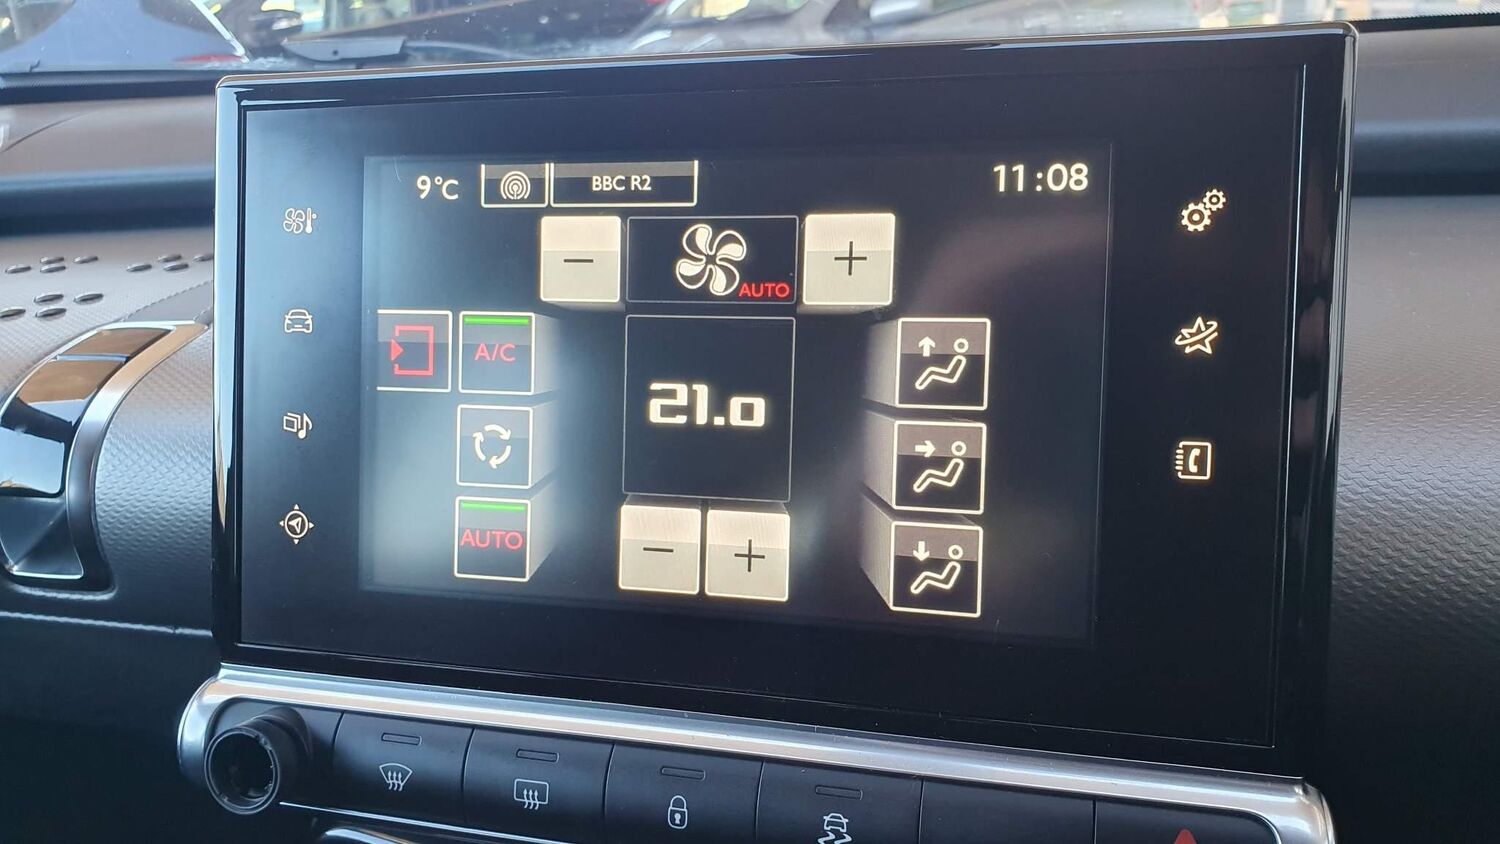 9°C
BBC R2
11:08
−
AUTO
+
A/C
21.0
AUTO
− +